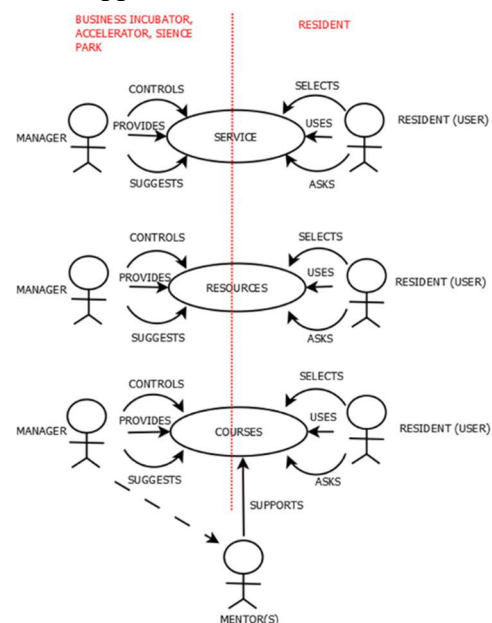 BUSINESS INCUBATOR,
ACCELERATOR, SIENCE
PARK
RESIDENT
CONTROLS
SELECTS
MANAGER
PROVIDES
SERVICE
USES
RESIDENT (USER)
SUGGESTS
ASKS
CONTROLS
SELECTS
MANAGER
PROVIDES
RESOURCES
USES
RESIDENT (USER)
SUGGESTS
ASKS
CONTROLS
SELECTS
MANAGER
PROVIDES
COURSES
USES
RESIDENT (USER)
SUGGESTS
ASKS
SUPPORTS
MENTOR(S)